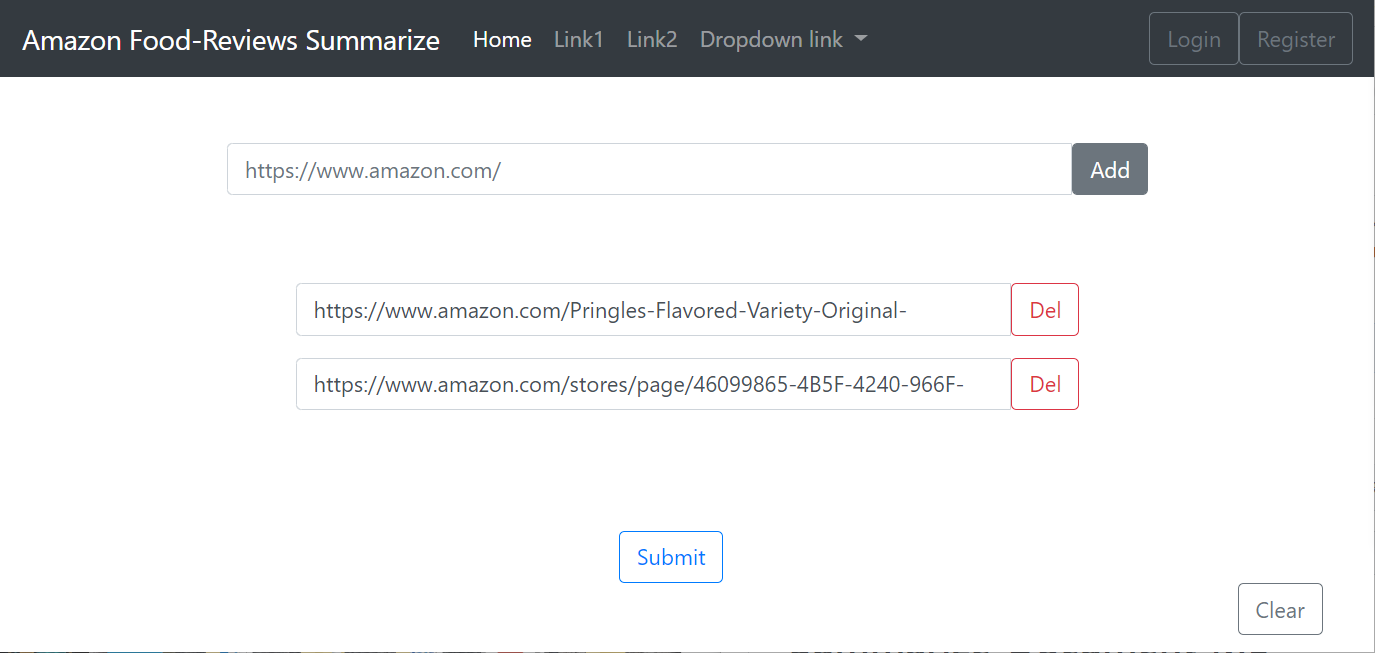 Amazon Food-Reviews Summarize Home Link1 Link2 Dropdown link Login Register
https://www.amazon.com/ Add
https://www.amazon.com/Pringles-Flavored-Variety-Original- Del
https://www.amazon.com/stores/page/46099865-4B5F-4240-966F- Del
Submit
Clear